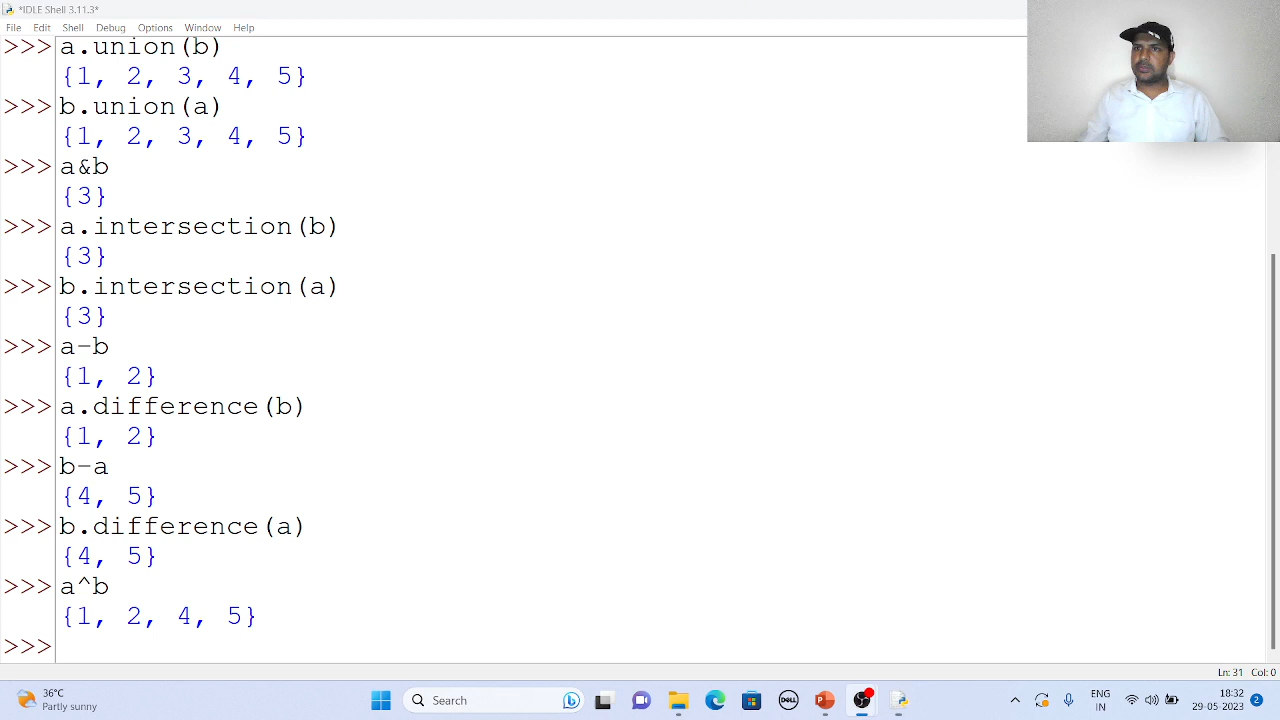 *IDLE Shell 3.11.3*
File Edit Shell Debug Options Window Help
>>> a.union(b)
{1, 2, 3, 4, 5}
>>> b.union(a)
{1, 2, 3, 4, 5}
>>> a&b
{3}
>>> a.intersection(b)
{3}
>>> b.intersection(a)
{3}
>>> a-b
{1, 2}
>>> a.difference(b)
{1, 2}
>>> b-a
{4, 5}
>>> b.difference(a)
{4, 5}
>>> a^b
{1, 2, 4, 5}
>>>
Ln: 31 Col: 0
36°C
Partly sunny
Search
DELL
ENG
IN
18:32
29-05-2023
2